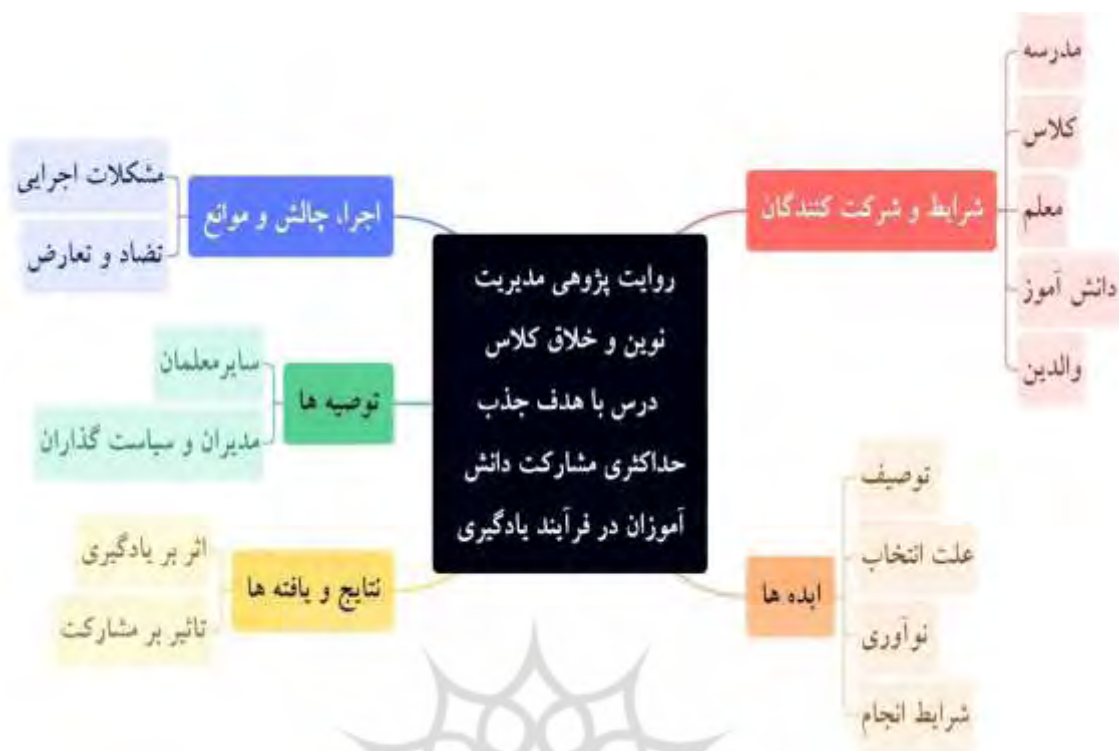 روایت پژوهی مدیریت
نوین و خلاق کلاس
درس با هدف جذب
حداکثری مشارکت دانش
آموزان در فرآیند یادگیری
شرایط و شرکت کنندگان
مدرسه
کلاس
معلم
دانش آموز
والدین
ایده ها
توصیف
علت انتخاب
نوآوری
شرایط انجام
اجرا، چالش و موانع
مشکلات اجرایی
تضاد و تعارض
توصیه ها
سایرمعلمان
مدیران و سیاست گذاران
نتایج و یافته ها
اثر بر یادگیری
تاثیر بر مشارکت